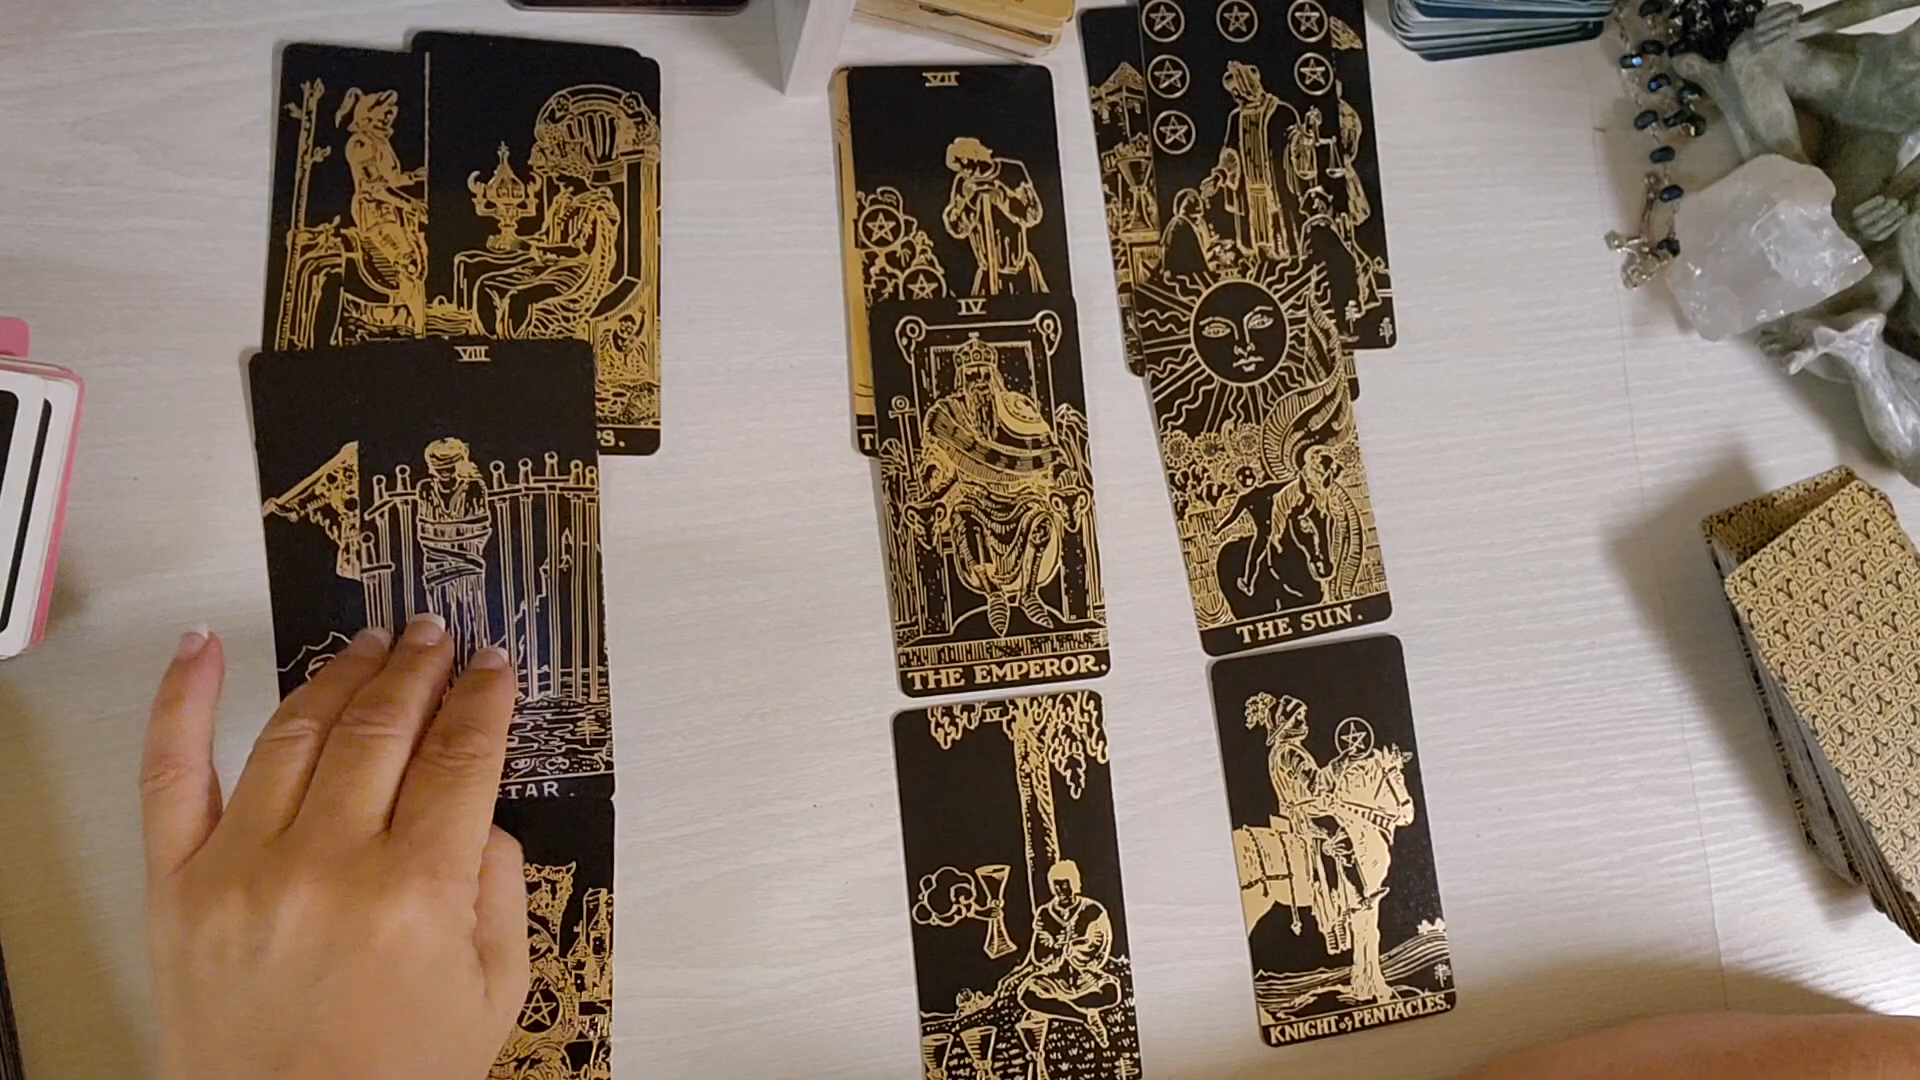 VII
IV
VIII
THE SUN.
THE EMPEROR.
IV
KNIGHT of PENTACLES.